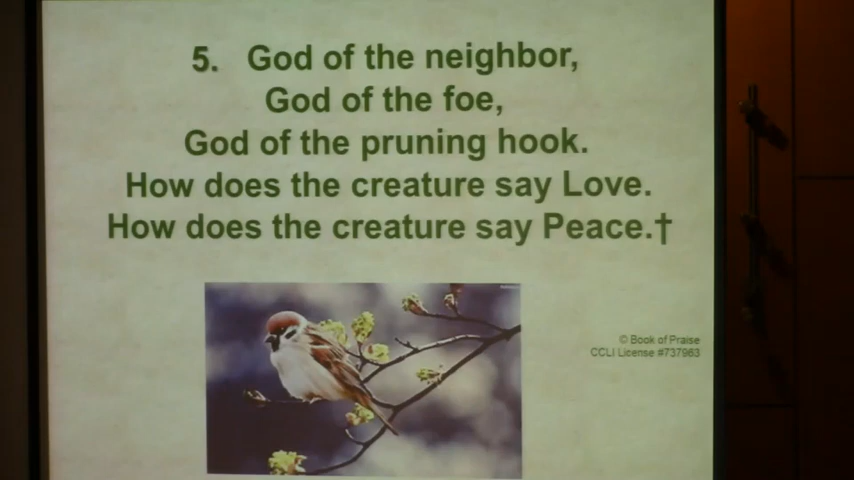 5. God of the neighbor,
God of the foe,
God of the pruning hook.
How does the creature say Love.
How does the creature say Peace.†
© Book of Praise
CCLI License #737963